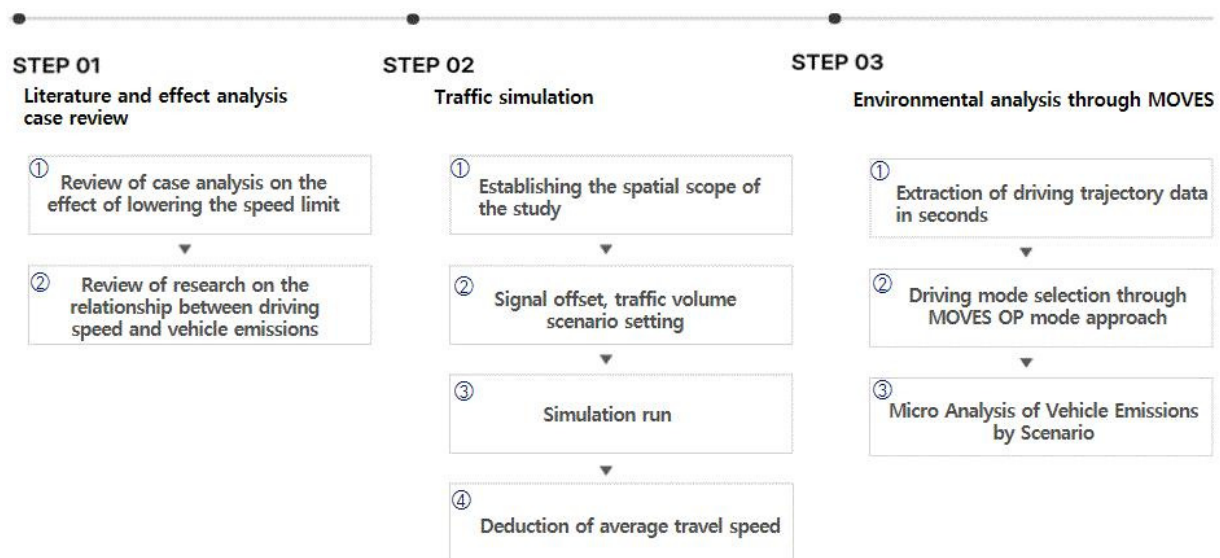 STEP 01
Literature and effect analysis
case review
①
Review of case analysis on the
effect of lowering the speed limit
②
Review of research on the
relationship between driving
speed and vehicle emissions
STEP 02
Traffic simulation
①
Establishing the spatial scope of
the study
②
Signal offset, traffic volume
scenario setting
③
Simulation run
④
Deduction of average travel speed
STEP 03
Environmental analysis through MOVES
①
Extraction of driving trajectory data
in seconds
②
Driving mode selection through
MOVES OP mode approach
③
Micro Analysis of Vehicle Emissions
by Scenario